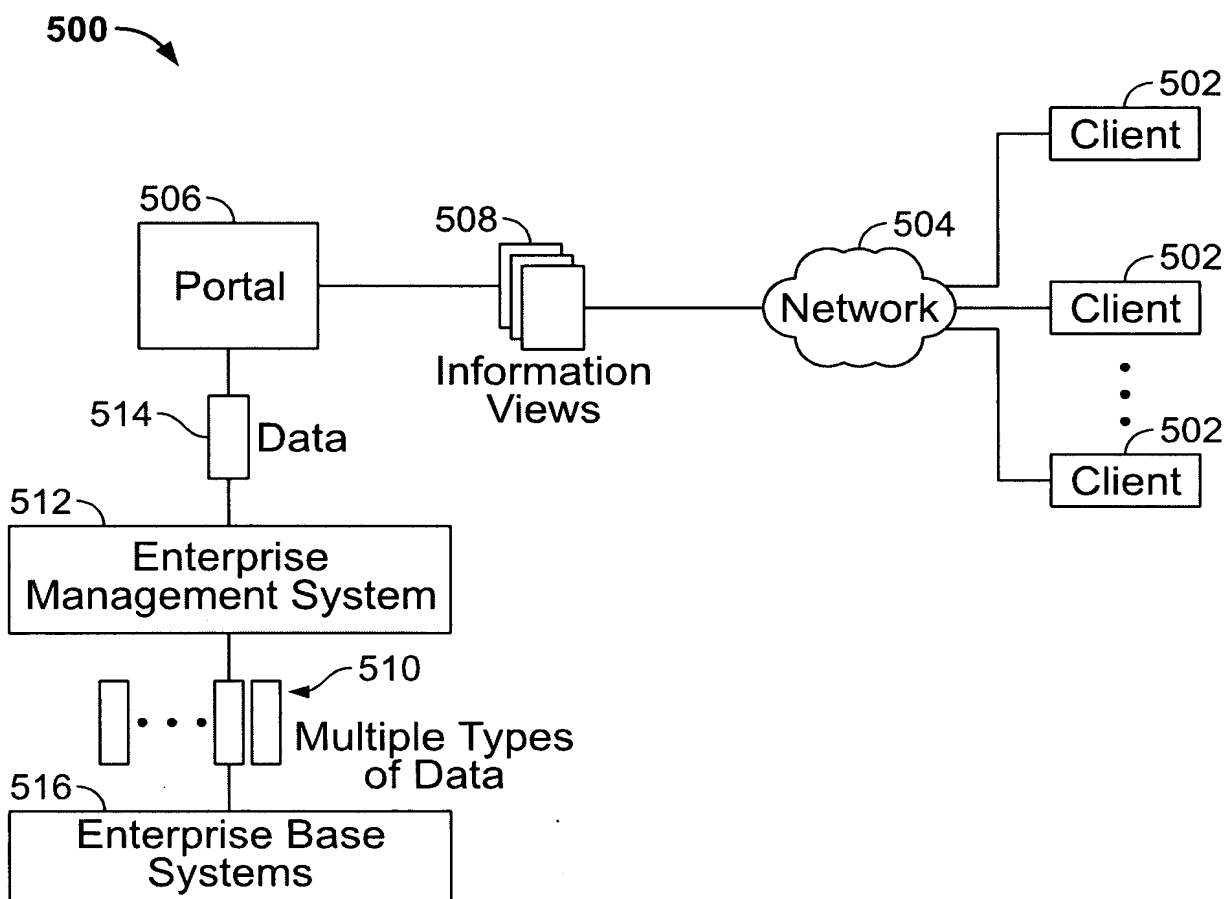 500
502
Client
506
508
504
502
Portal
Network
Client
Information
Views
514
Data
502
Client
512
Enterprise
Management System
510
Multiple Types
of Data
516
Enterprise Base
Systems